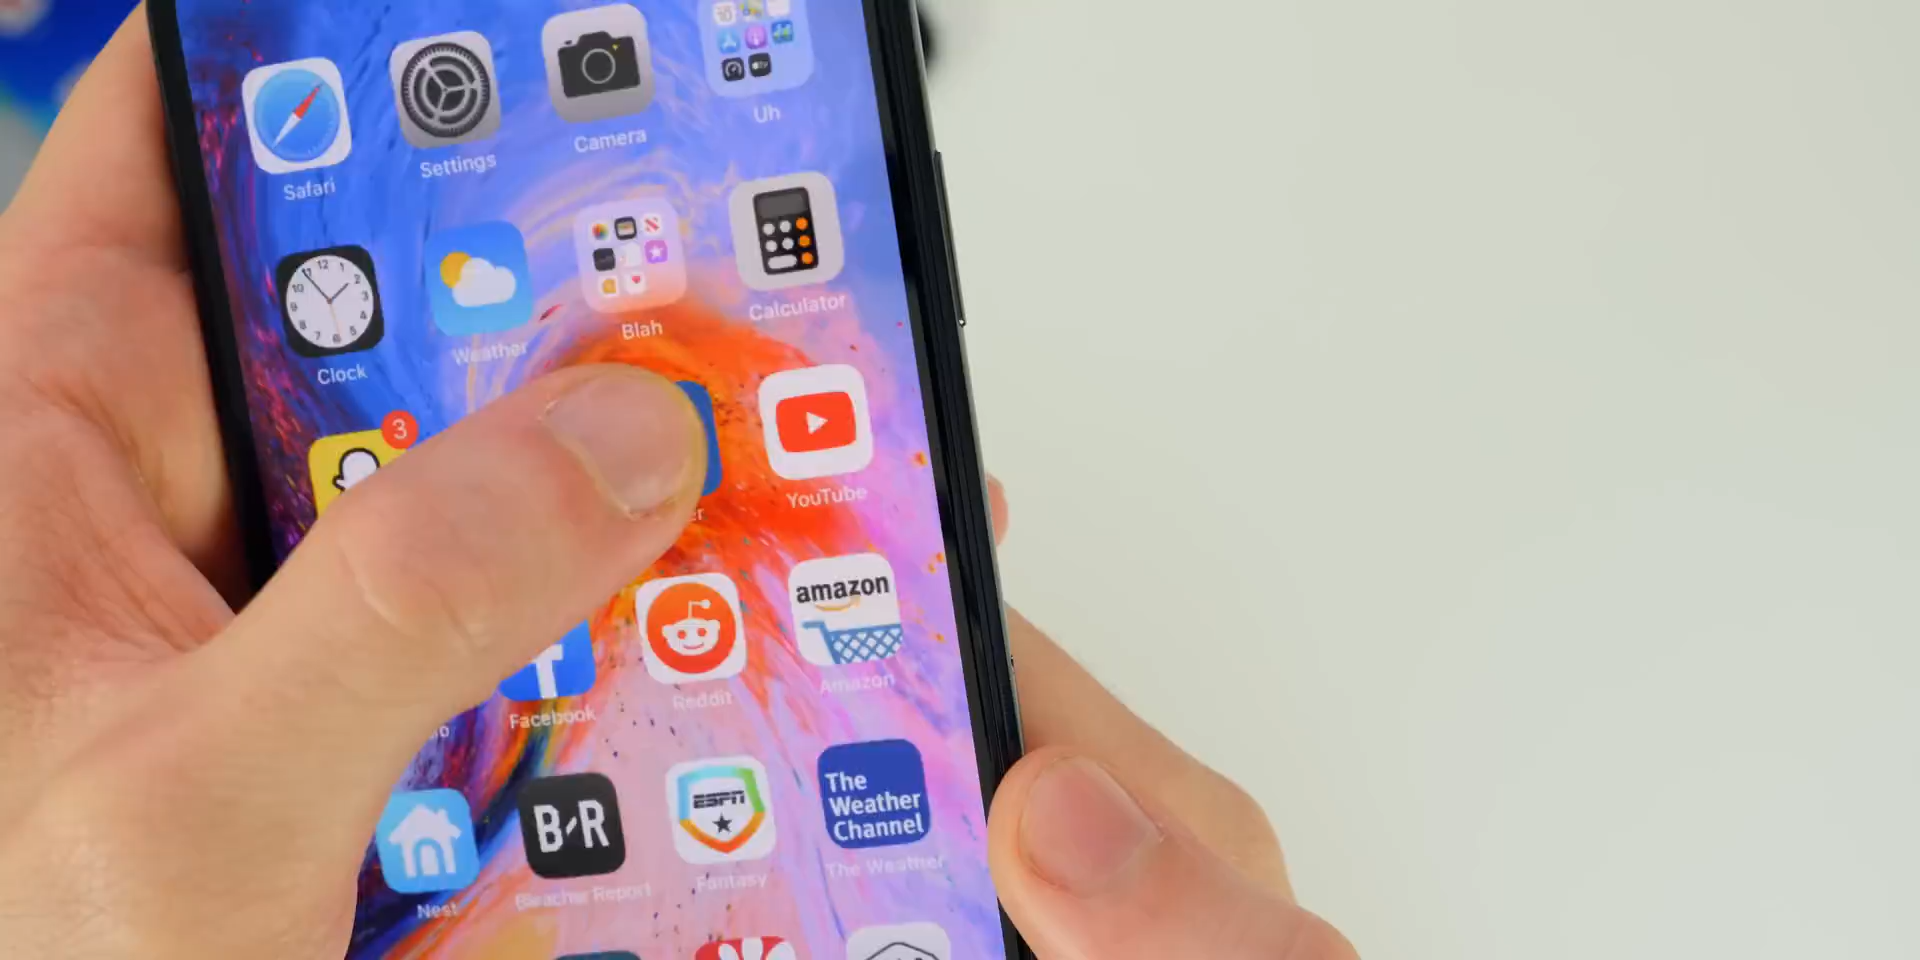 Safari
Settings
Camera
Uh
Clock
Weather
Blah
Calculator
3
er
YouTube
Facebook
Reddit
amazon
Amazon
Nest
B/R
Bleacher Report
ESPN
Fantasy
The
Weather
Channel
The Weather